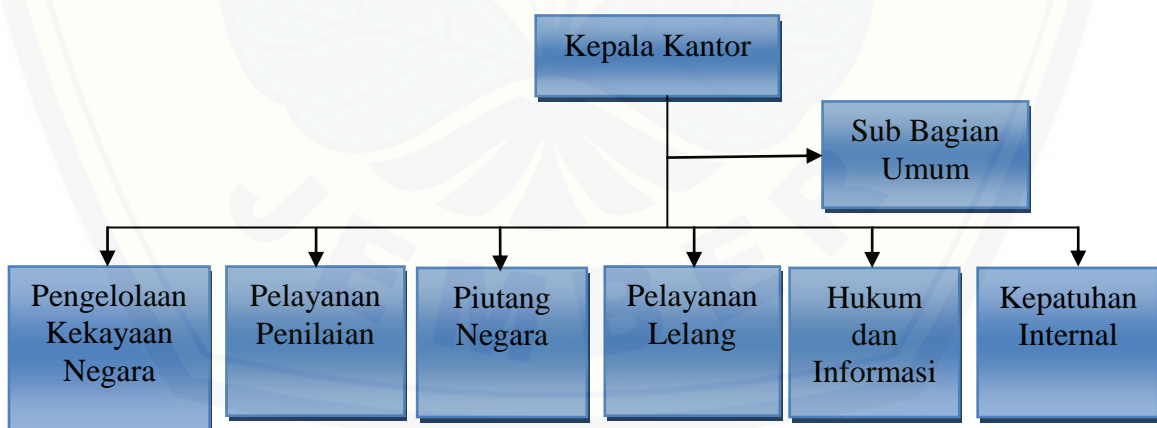 Kepala Kantor
Sub Bagian
Umum
Pengelolaan
Kekayaan
Negara
Pelayanan
Penilaian
Piutang
Negara
Pelayanan
Lelang
Hukum
dan
Informasi
Kepatuhan
Internal
JEMBER